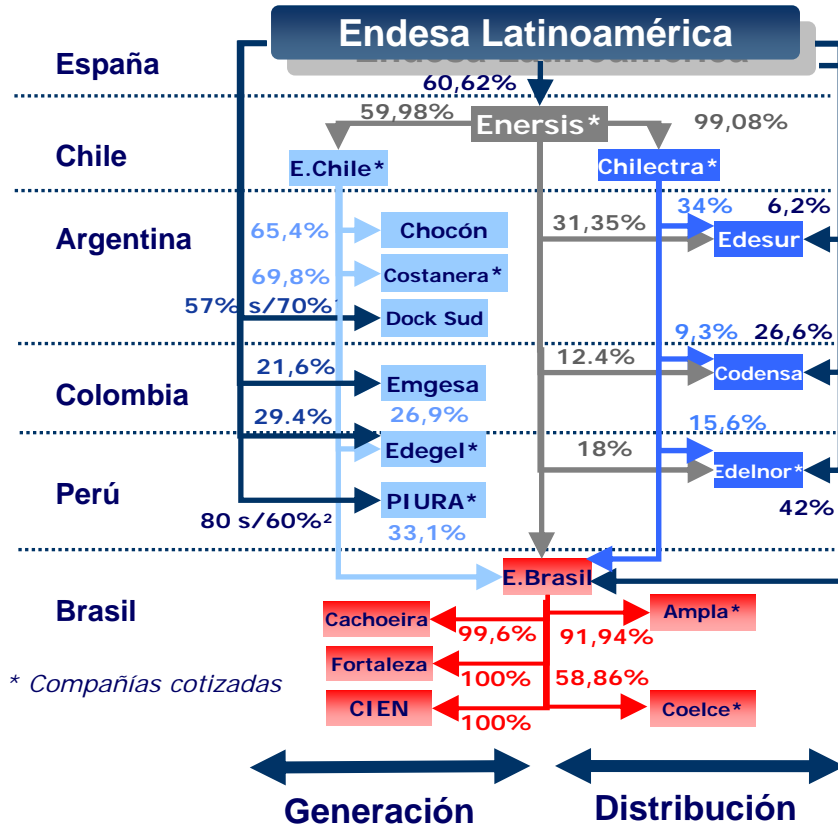 Endesa Latinoamérica
España
60,62%
59,98%
Enersis*
99,08%
Chile
E.Chile*
Chilectra*
34%
6,2%
Argentina
65,4%
Chocón
31,35%
Edesur
69,8%
Costanera*
57% s/70%¹
Dock Sud
9,3%
26,6%
21,6%
12.4%
Emgesa
Codensa
Colombia
29.4%
26,9%
15,6%
Edegel*
18%
Edelnor*
Perú
80 s/60%²
PIURA*
42%
33,1%
E.Brasil
Brasil
Cachoeira
Ampla*
99,6%
91,94%
Fortaleza
100%
58,86%
* Compañías cotizadas
CIEN
Coelce*
100%
Generación
Distribución